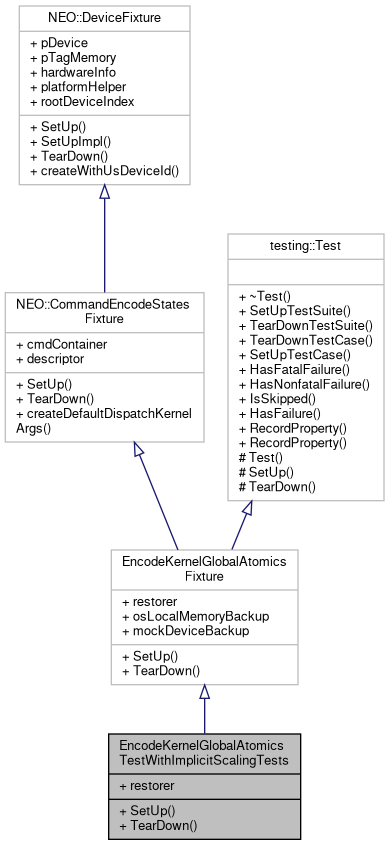 NEO::DeviceFixture
+ pDevice
+ pTagMemory
+ hardwareInfo
+ platformHelper
+ rootDeviceIndex
+ SetUp()
+ SetUpImpl()
+ TearDown()
+ createWithUsDeviceId()
testing::Test
+ ~Test()
+ SetUpTestSuite()
+ TearDownTestSuite()
+ TearDownTestCase()
+ SetUpTestCase()
+ HasFatalFailure()
+ HasNonfatalFailure()
+ IsSkipped()
+ HasFailure()
+ RecordProperty()
+ RecordProperty()
# Test()
# SetUp()
# TearDown()
NEO::CommandEncodeStates
Fixture
+ cmdContainer
+ descriptor
+ SetUp()
+ TearDown()
+ createDefaultDispatchKernel
Args()
EncodeKernelGlobalAtomics
Fixture
+ restorer
+ osLocalMemoryBackup
+ mockDeviceBackup
+ SetUp()
+ TearDown()
EncodeKernelGlobalAtomics
TestWithImplicitScalingTests
+ restorer
+ SetUp()
+ TearDown()